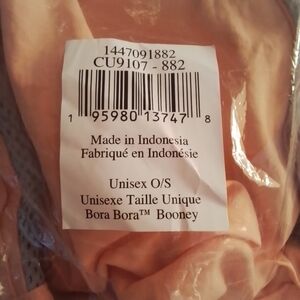 1447091882
CU9107 - 882
1 95980 13747 8
Made in Indonesia
Fabriqué en Indonésie
Unisex O/S
Unisexe Taille Unique
Bora Bora™ Booney